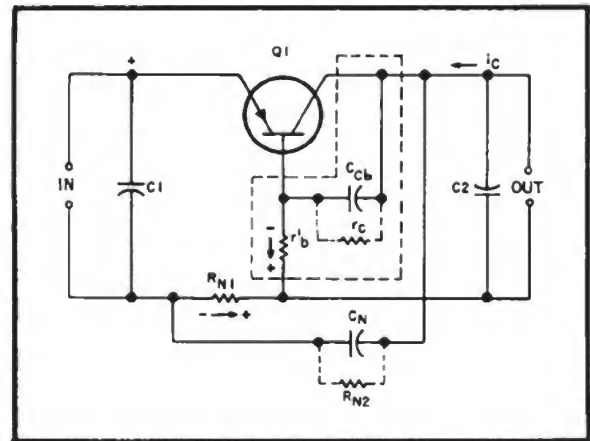 Q1
+
ic
IN
C1
CCb
C2
OUT
rc
-
r'b
+
RN1
- +
CN
RN2